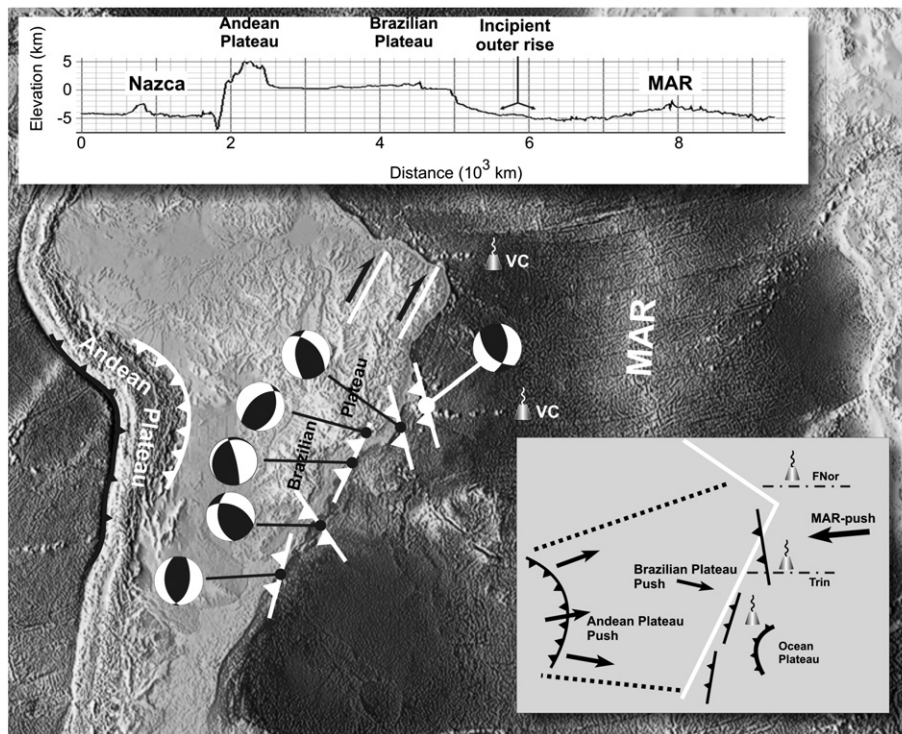 Andean
Plateau
Brazilian
Plateau
Incipient
outer rise
Elevation (km)
5
0
-5
Nazca
MAR
0
2
4
6
8
Distance (10³ km)
VC
MAR
Andean
Plateau
Brazilian
Plateau
VC
FNor
MAR-push
Brazilian Plateau
Push
Trin
Andean Plateau
Push
Ocean
Plateau